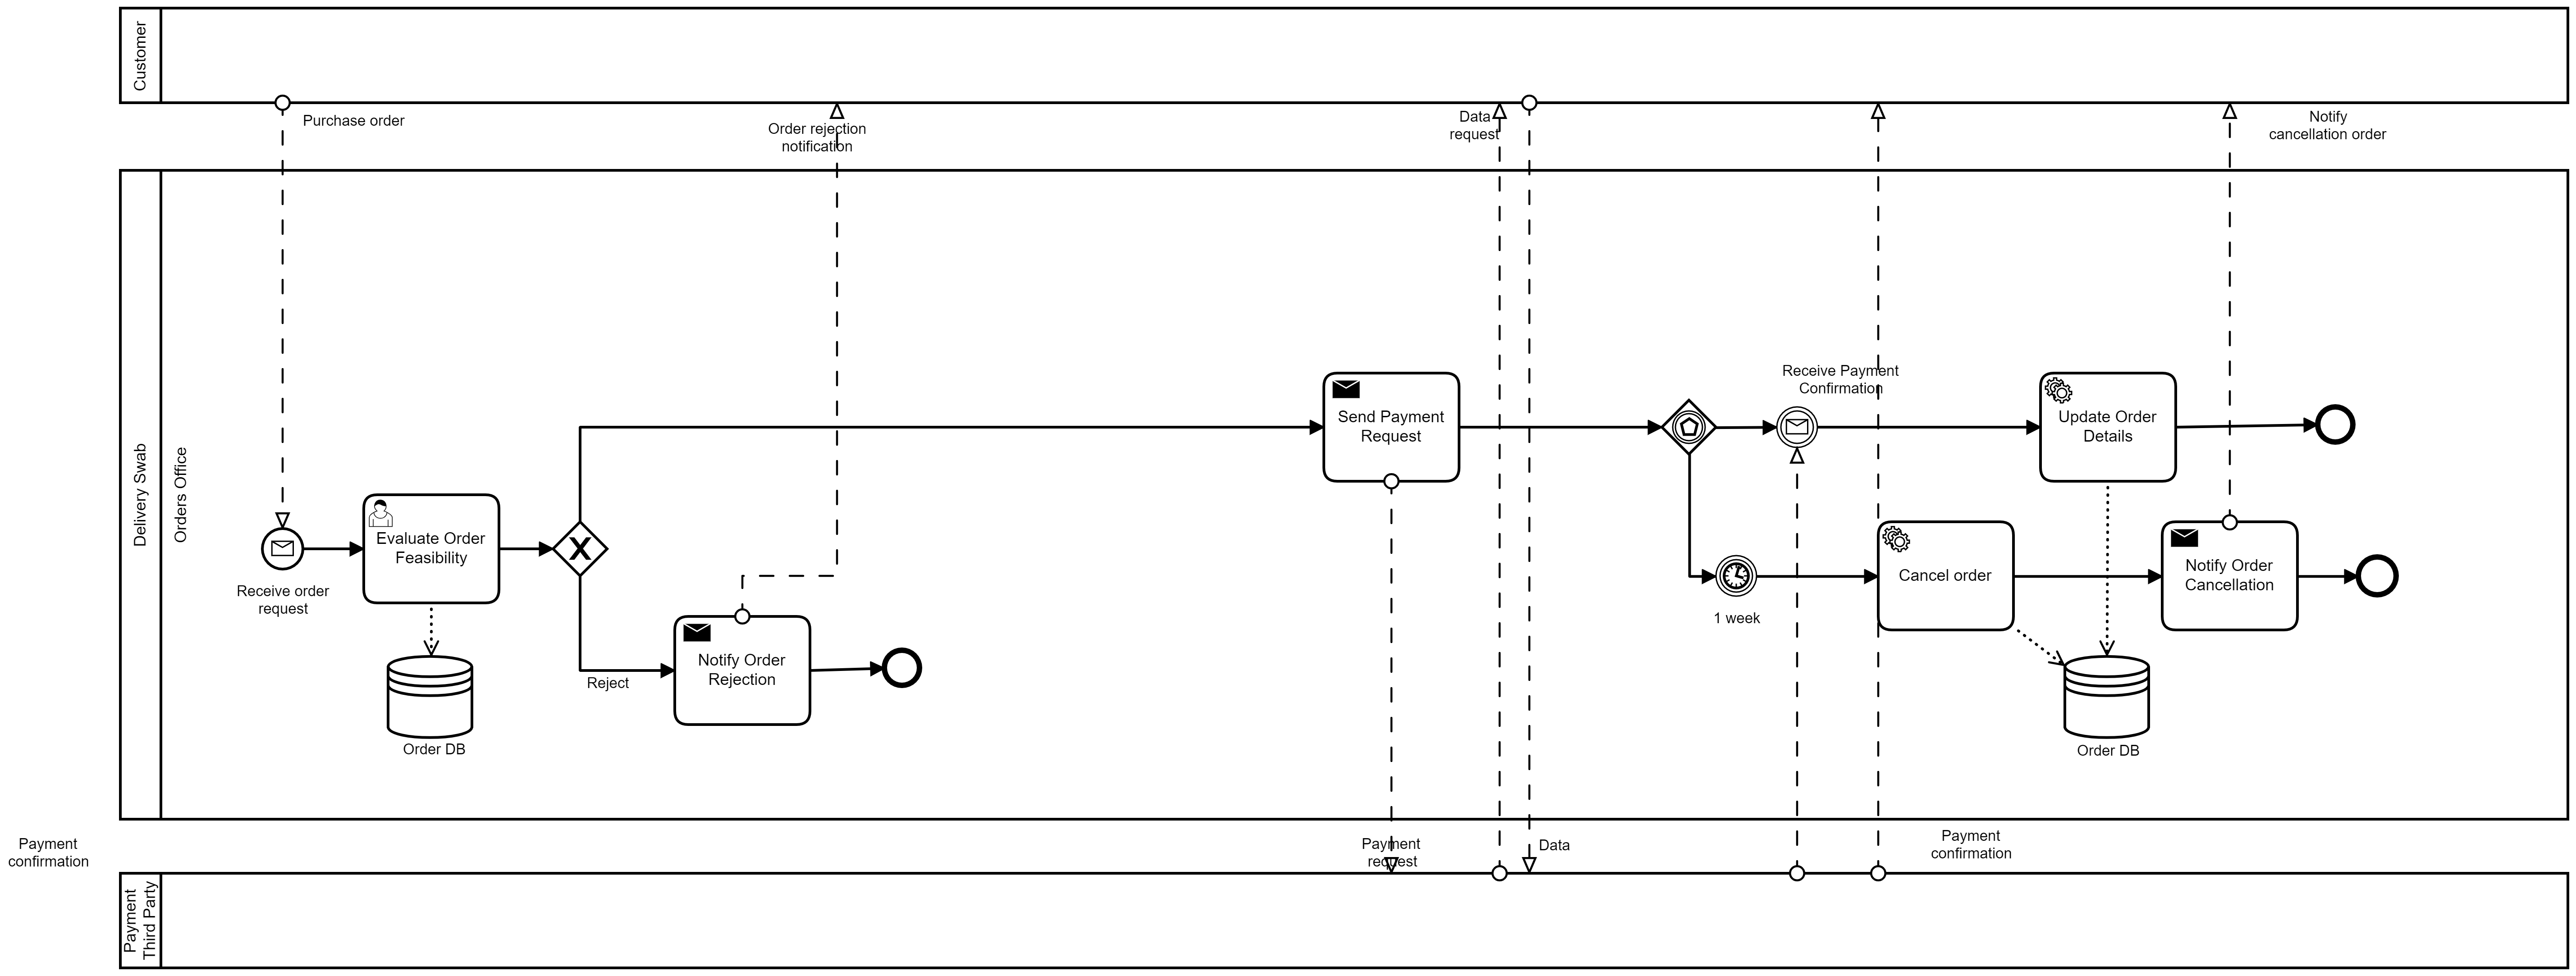 Customer
Purchase order
Order rejection
notification
Data
request
Notify
cancellation order
Delivery Swab
Orders Office
Receive order
request
Evaluate Order
Feasibility
Order DB
Reject
Notify Order
Rejection
Send Payment
Request
Receive Payment
Confirmation
1 week
Update Order
Details
Cancel order
Notify Order
Cancellation
Order DB
Payment
confirmation
Payment
request
Data
Payment
confirmation
Payment
Third Party